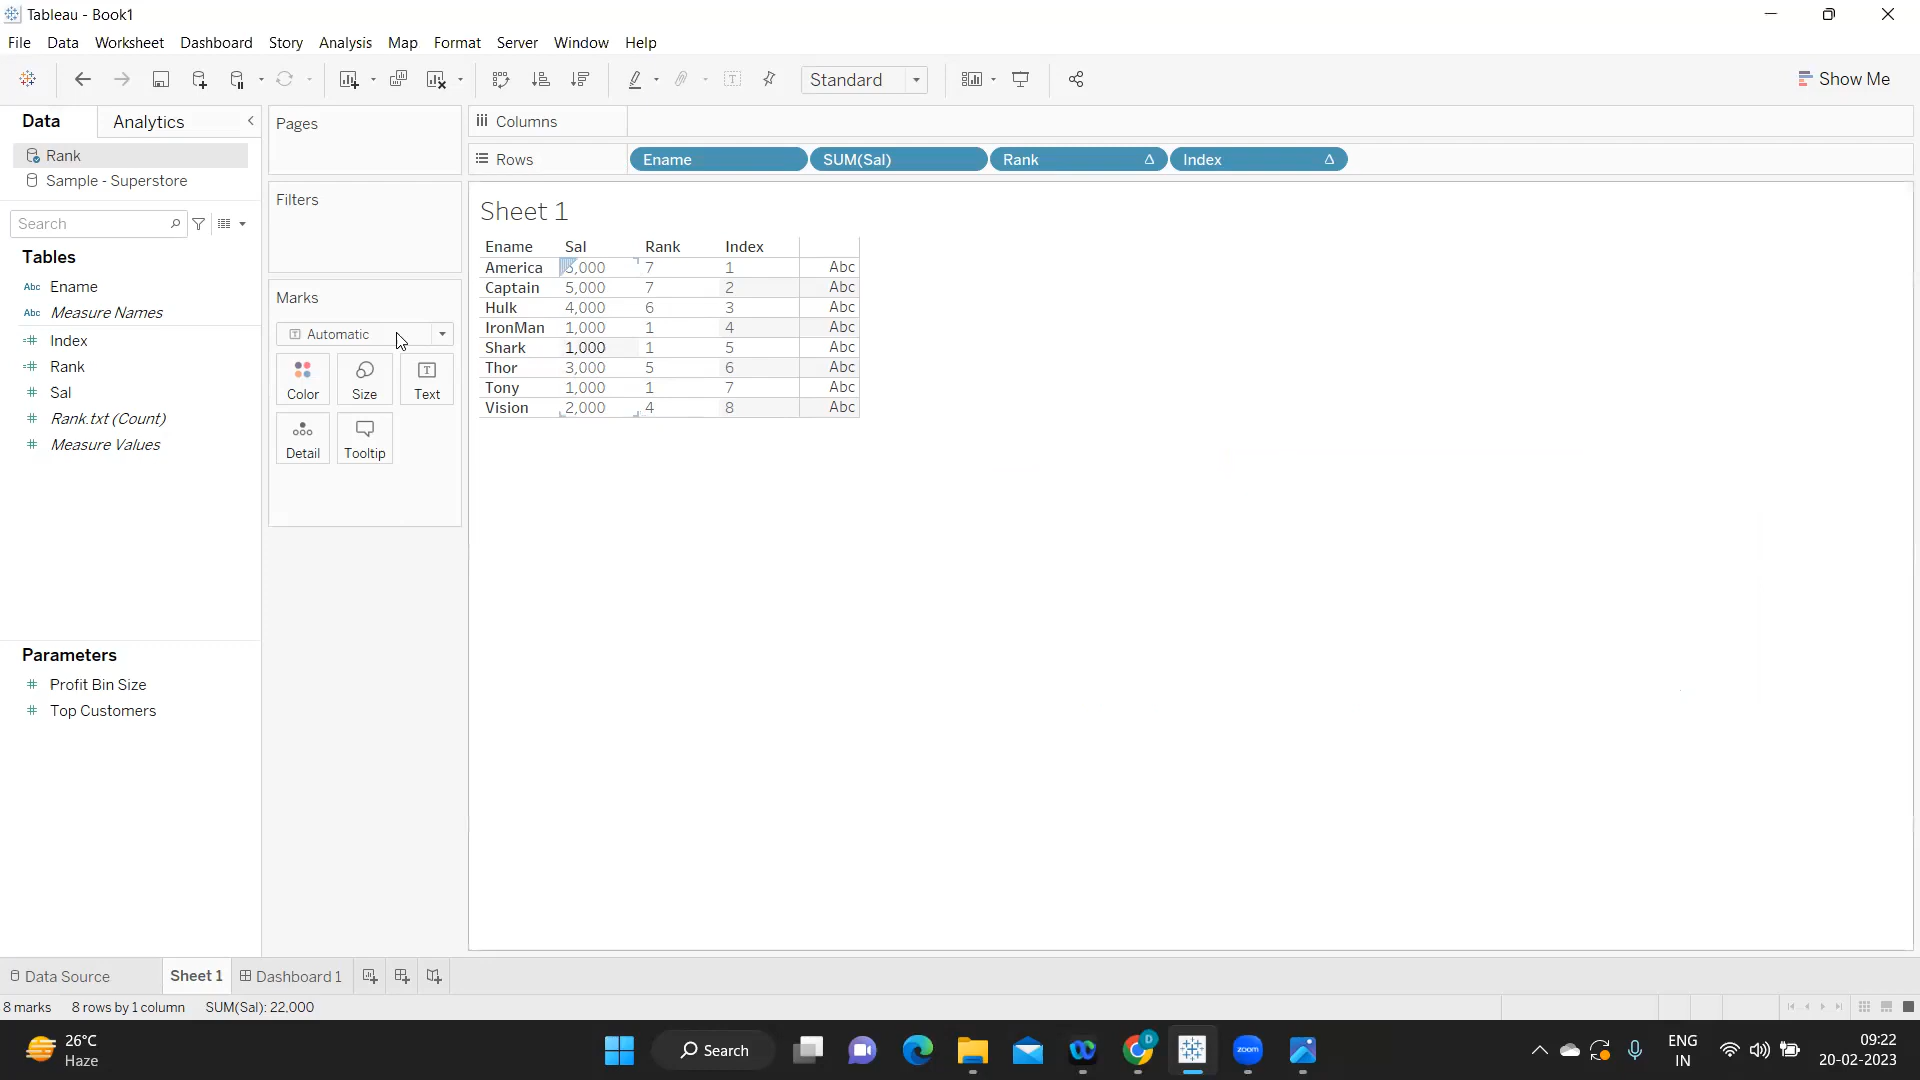 Tableau - Book1
File Data Worksheet Dashboard Story Analysis Map Format Server Window Help
Standard
Show Me
Data Analytics
Rank
Sample - Superstore
Search
Tables
Abc Ename
Abc Measure Names
Index
Rank
Sal
Rank.txt (Count)
Measure Values
Parameters
Profit Bin Size
Top Customers
Pages
Filters
Marks
Automatic
Color Size Text
Detail Tooltip
Columns
Rows Ename SUM(Sal) Rank Index
Sheet 1
Ename Sal Rank Index
America 5,000 7 1 Abc
Captain 5,000 7 2 Abc
Hulk 4,000 6 3 Abc
IronMan 1,000 1 4 Abc
Shark 1,000 1 5 Abc
Thor 3,000 5 6 Abc
Tony 1,000 1 7 Abc
Vision 2,000 4 8 Abc
Data Source Sheet 1 Dashboard 1
8 marks 8 rows by 1 column SUM(Sal): 22,000
26°C
Haze
Search
D
zoom
ENG
IN
09:22
20-02-2023